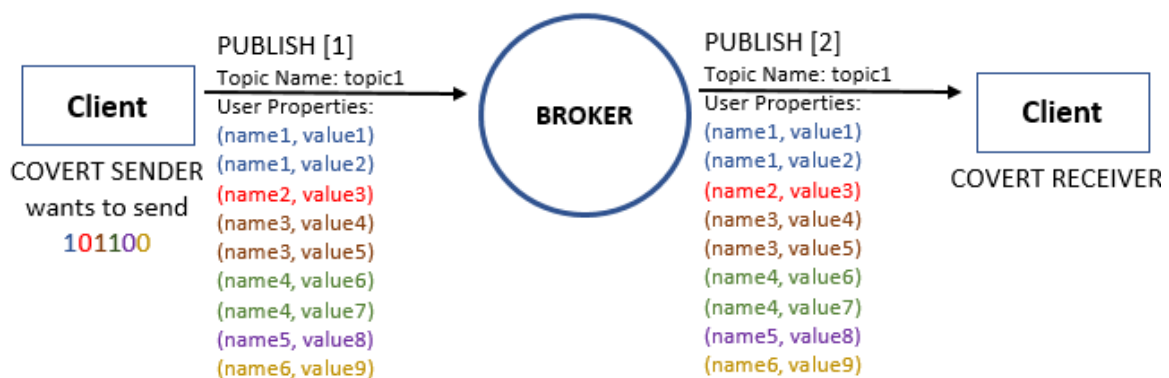 Client
COVERT SENDER
wants to send
101100
PUBLISH [1]
Topic Name: topic1
User Properties:
(name1, value1)
(name1, value2)
(name2, value3)
(name3, value4)
(name3, value5)
(name4, value6)
(name4, value7)
(name5, value8)
(name6, value9)
BROKER
PUBLISH [2]
Topic Name: topic1
User Properties:
(name1, value1)
(name1, value2)
(name2, value3)
(name3, value4)
(name3, value5)
(name4, value6)
(name4, value7)
(name5, value8)
(name6, value9)
Client
COVERT RECEIVER